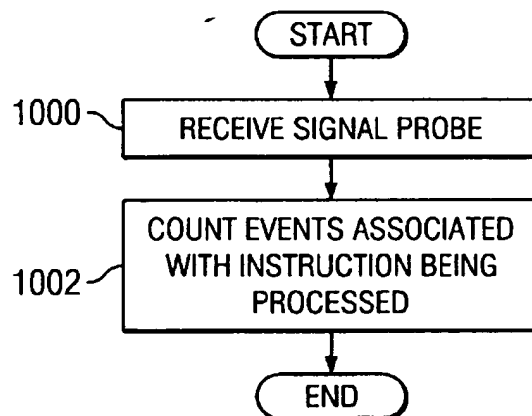 START
1000
RECEIVE SIGNAL PROBE
COUNT EVENTS ASSOCIATED
WITH INSTRUCTION BEING
PROCESSED
1002
END